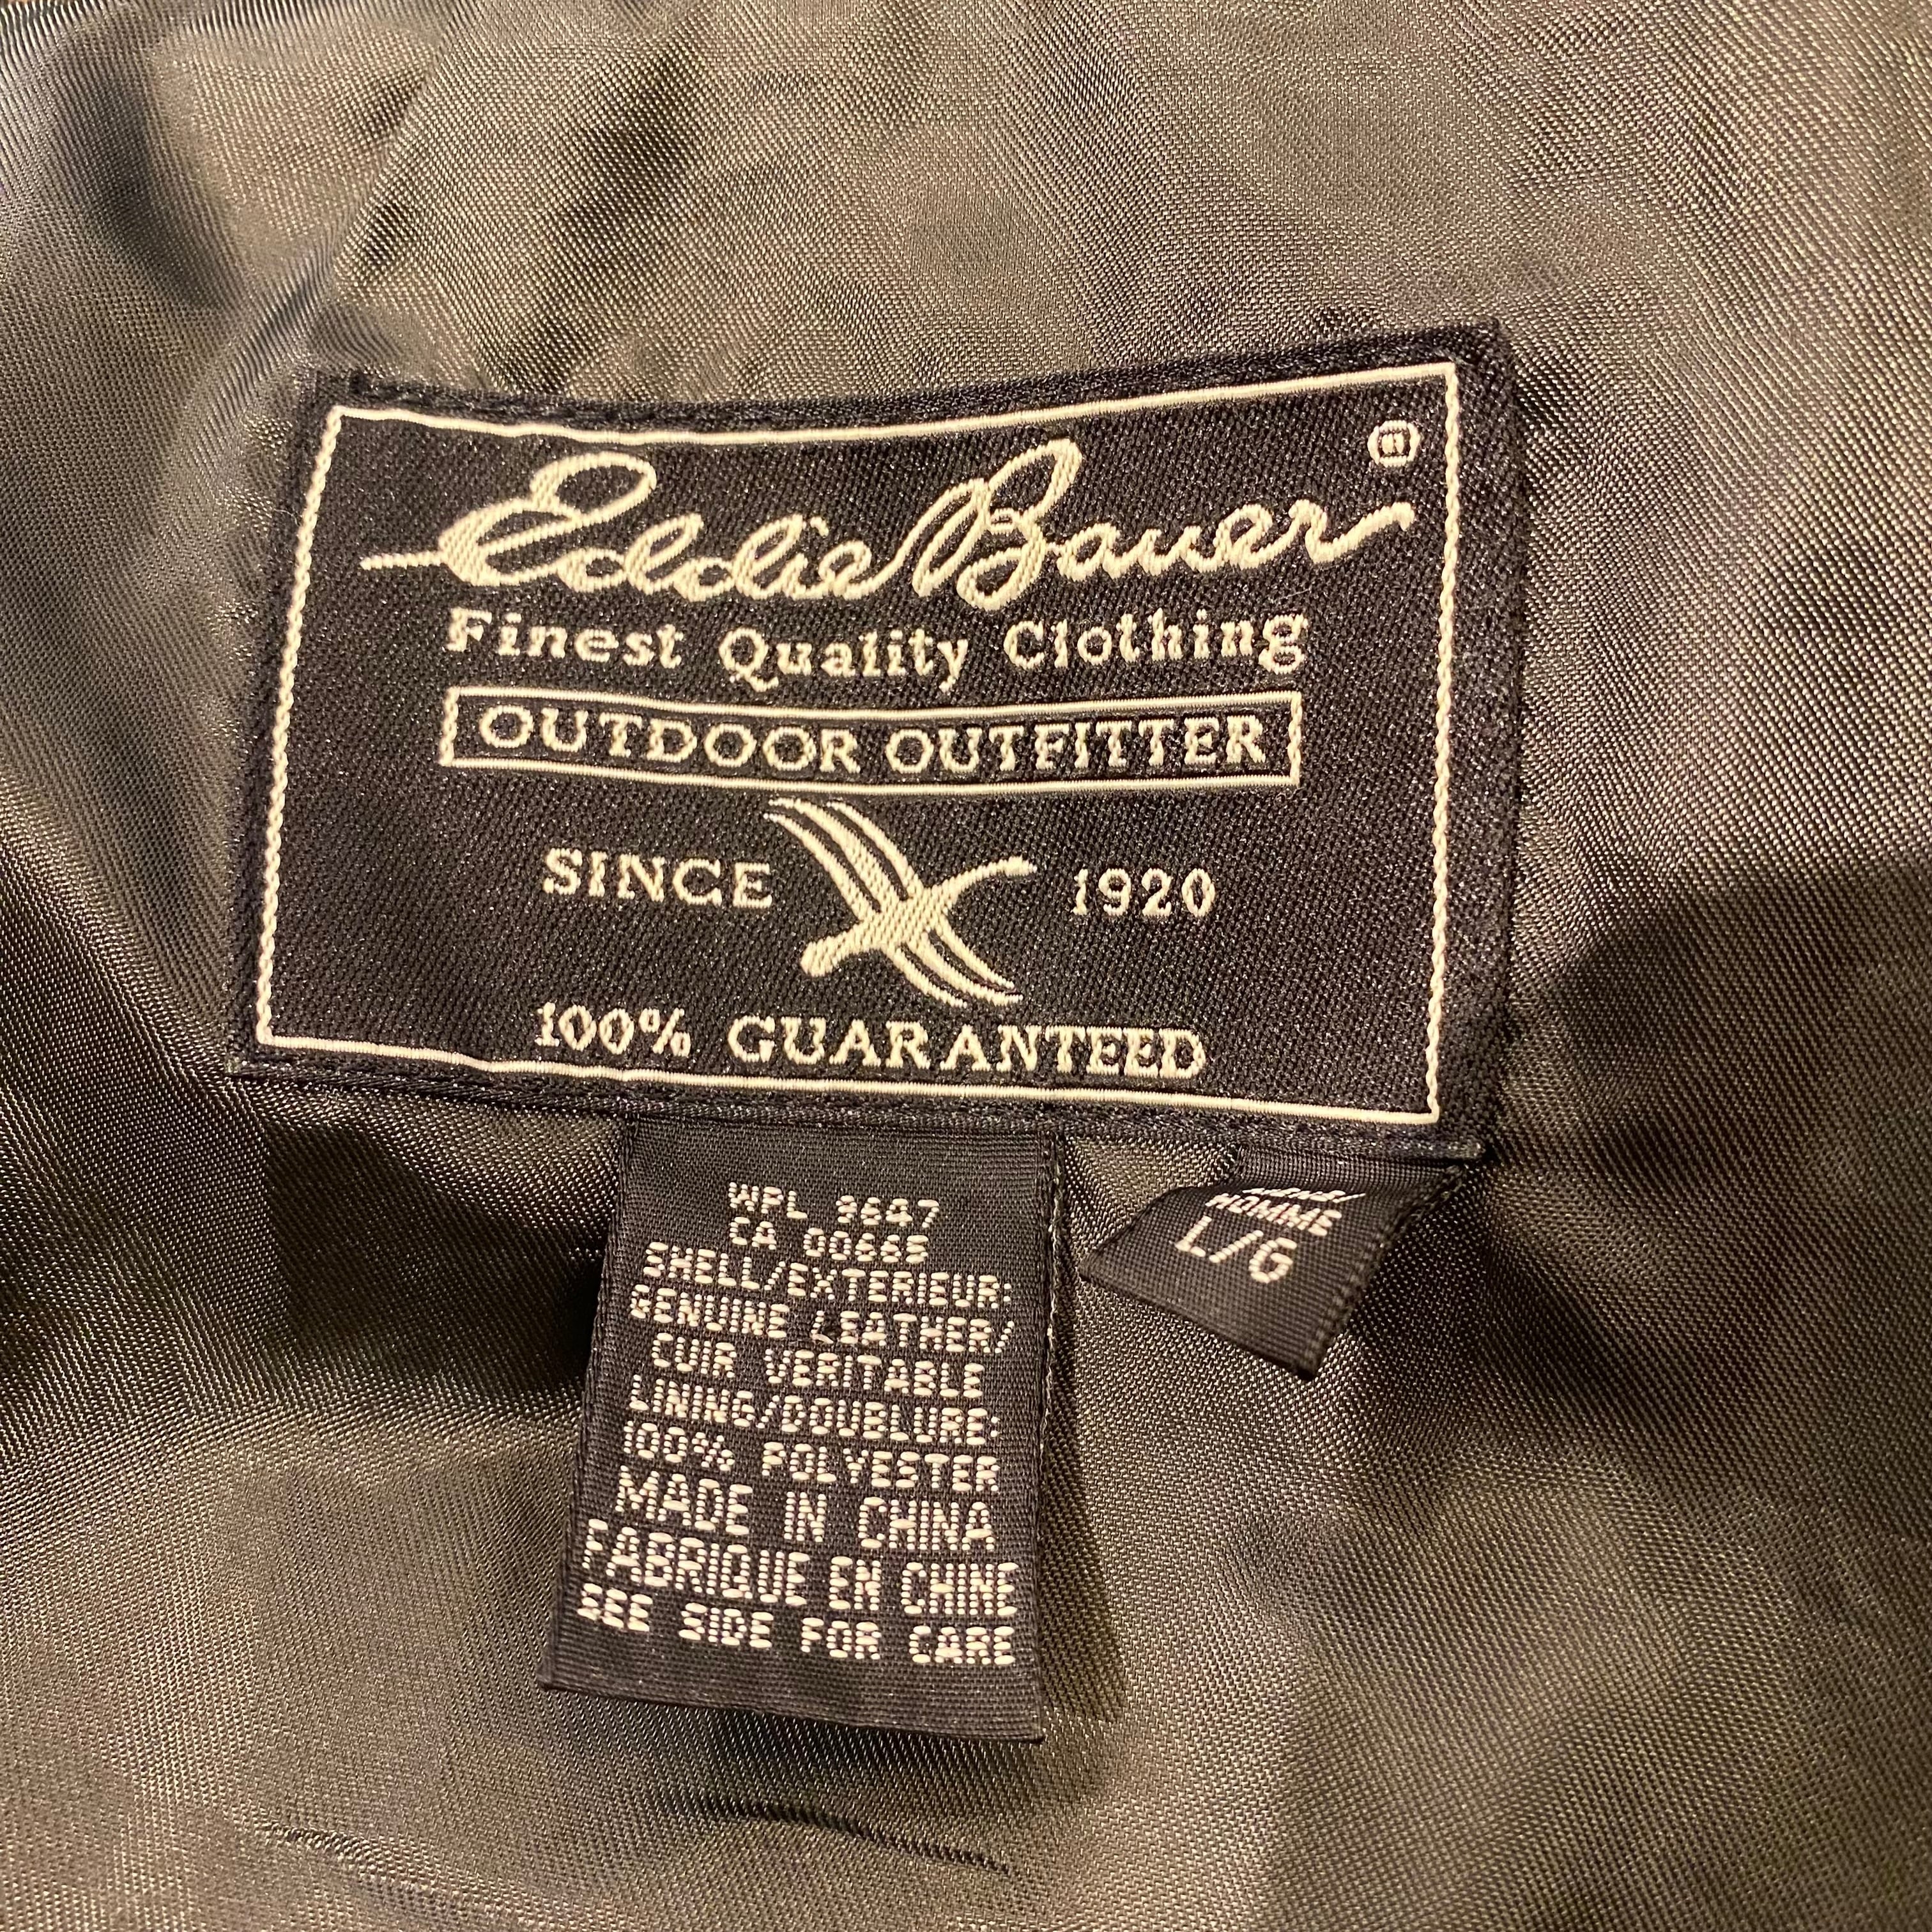 Eddie Bauer ®
Finest Quality Clothing
OUTDOOR OUTFITTER
SINCE 1920
100% GUARANTEED
WPL 9647
CA 00665
SHELL/EXTERIEUR:
GENUINE LEATHER/
CUIR VERITABLE
LINING/DOUBLURE:
100% POLYESTER
MADE IN CHINA
FABRIQUE EN CHINE
SEE SIDE FOR CARE
HOMME
L/G